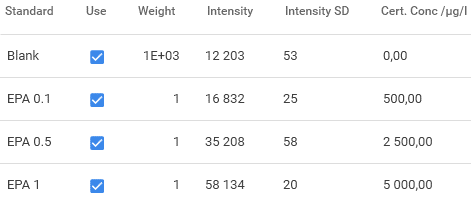 Standard Use Weight Intensity Intensity SD Cert. Conc /µg/l
Blank 1E+03 12 203 53 0,00
EPA 0.1 1 16 832 25 500,00
EPA 0.5 1 35 208 58 2 500,00
EPA 1 1 58 134 20 5 000,00